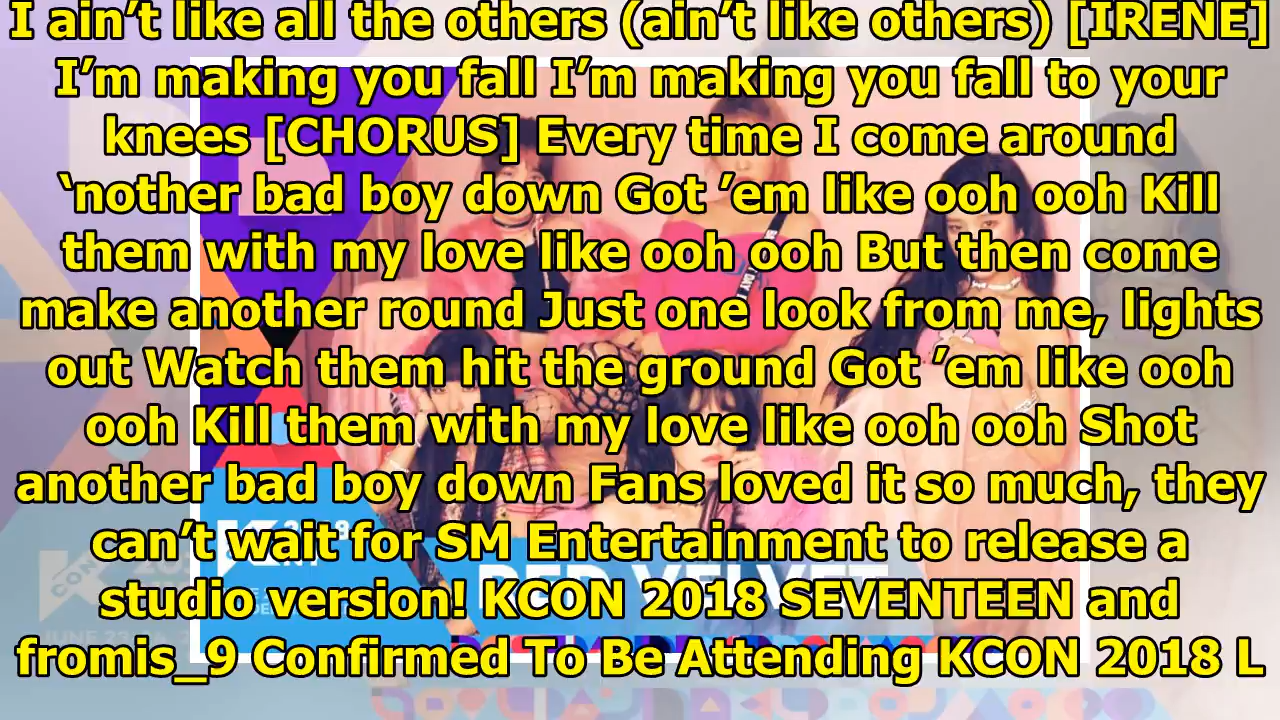 I ain’t like all the others (ain’t like others) [IRENE]
I’m making you fall I’m making you fall to your
knees [CHORUS] Every time I come around
‘nother bad boy down Got ’em like ooh ooh Kill
them with my love like ooh ooh But then come
make another round Just one look from me, lights
out Watch them hit the ground Got ’em like ooh
ooh Kill them with my love like ooh ooh Shot
another bad boy down Fans loved it so much, they
can’t wait for SM Entertainment to release a
studio version! KCON 2018 SEVENTEEN and
fromis_9 Confirmed To Be Attending KCON 2018 L
RED VELVET